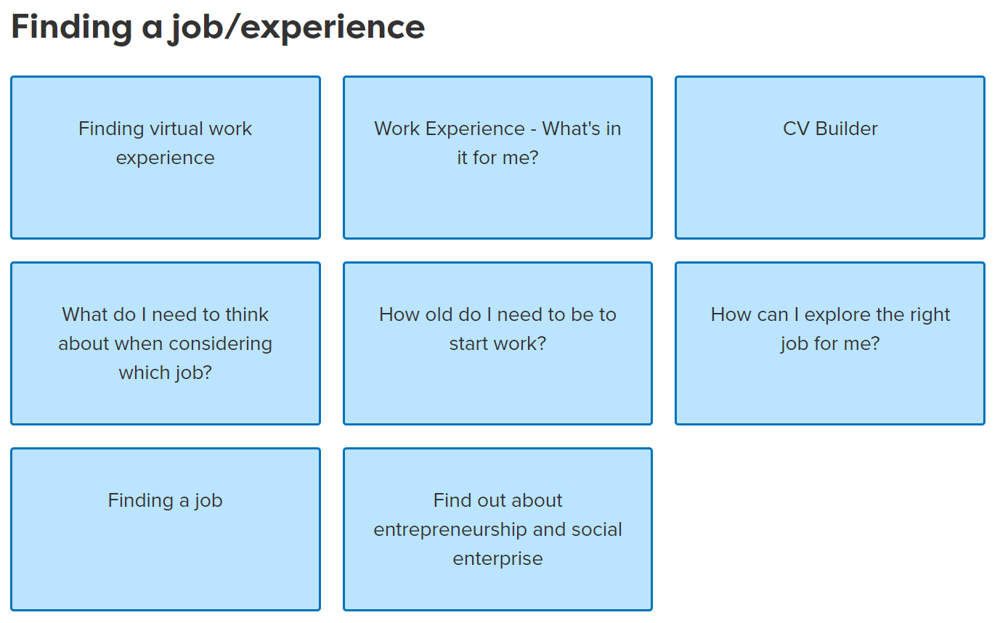 Finding a job/experience
Finding virtual work
experience
Work Experience - What's in
it for me?
CV Builder
What do I need to think
about when considering
which job?
How old do I need to be to
start work?
How can I explore the right
job for me?
Finding a job
Find out about
entrepreneurship and social
enterprise